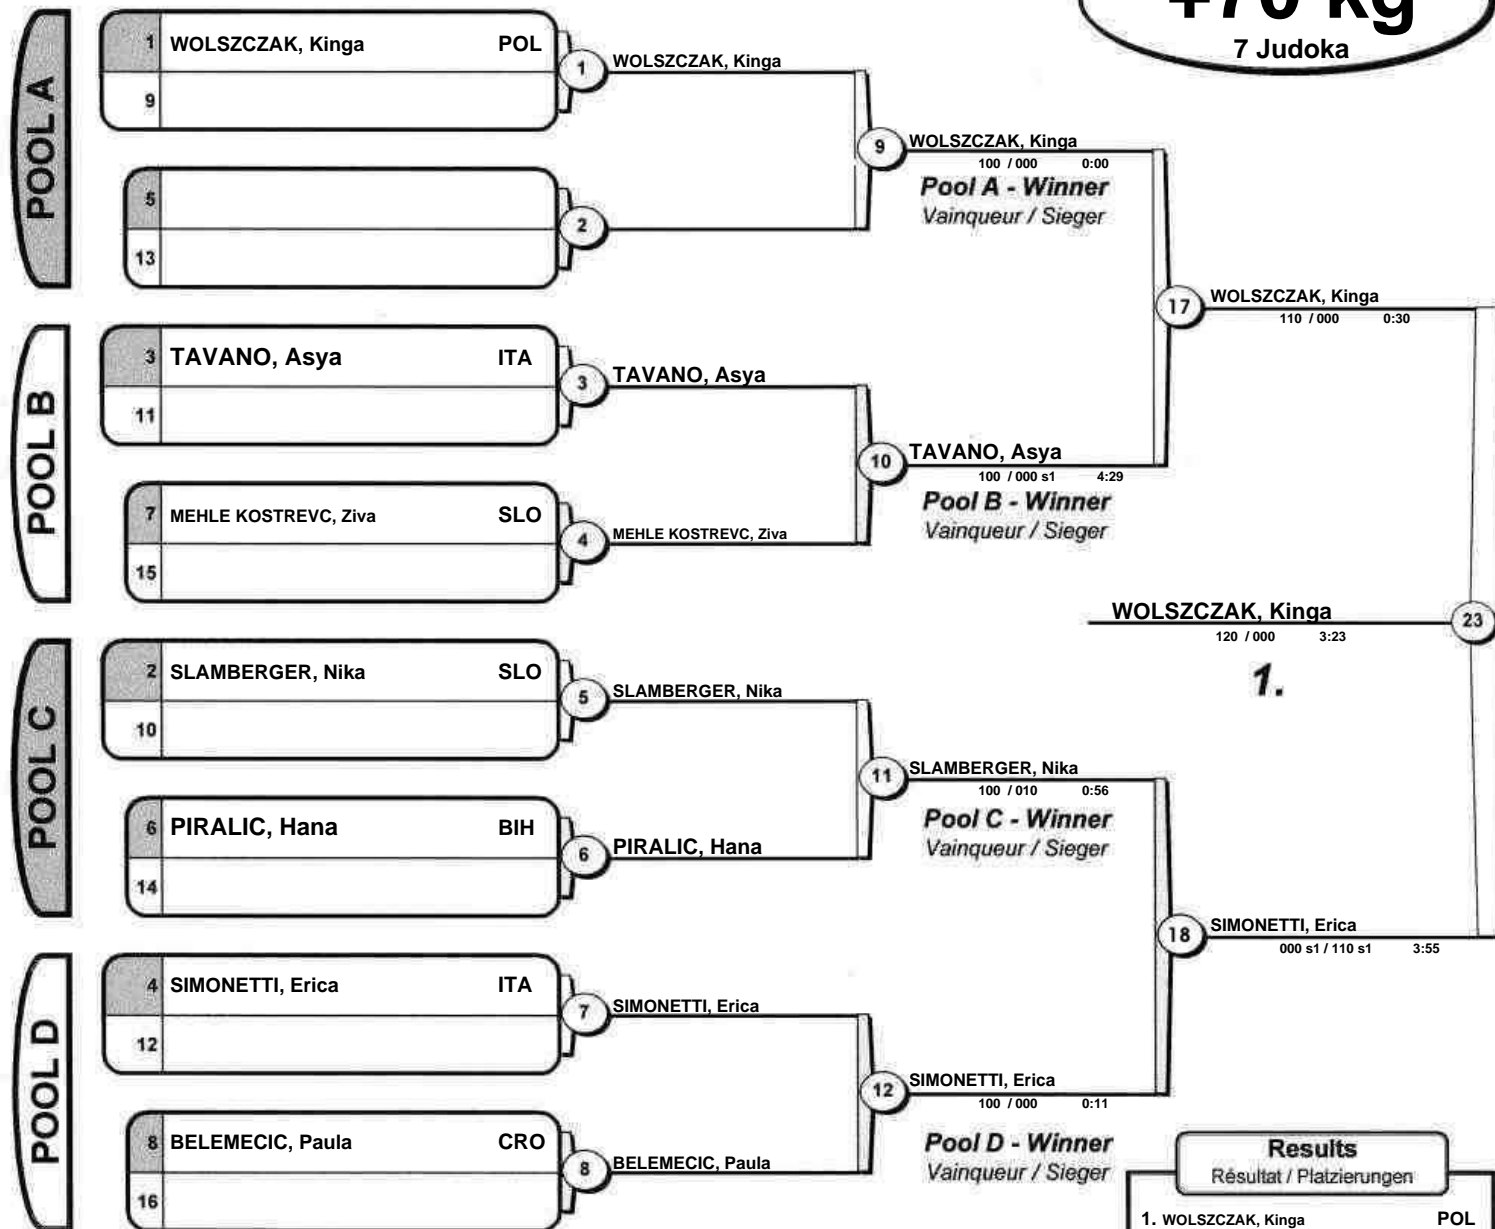 +70 kg
7 Judoka
POOL A
1 WOLSZCZAK, Kinga POL
9
1 WOLSZCZAK, Kinga
5
13
2
9 WOLSZCZAK, Kinga
100 / 000 0:00
Pool A - Winner
Vainqueur / Sieger
17 WOLSZCZAK, Kinga
110 / 000 0:30
POOL B
3 TAVANO, Asya ITA
11
3 TAVANO, Asya
7 MEHLE KOSTREVC, Ziva SLO
15
4 MEHLE KOSTREVC, Ziva
10 TAVANO, Asya
100 / 000 s1 4:29
Pool B - Winner
Vainqueur / Sieger
WOLSZCZAK, Kinga 23
120 / 000 3:23
1.
POOL C
2 SLAMBERGER, Nika SLO
10
5 SLAMBERGER, Nika
6 PIRALIC, Hana BIH
14
6 PIRALIC, Hana
11 SLAMBERGER, Nika
100 / 010 0:56
Pool C - Winner
Vainqueur / Sieger
18 SIMONETTI, Erica
000 s1 / 110 s1 3:55
POOL D
4 SIMONETTI, Erica ITA
12
7 SIMONETTI, Erica
8 BELEMECIC, Paula CRO
16
8 BELEMECIC, Paula
12 SIMONETTI, Erica
100 / 000 0:11
Pool D - Winner
Vainqueur / Sieger
Results
Résultat / Platzierungen
1. WOLSZCZAK, Kinga POL